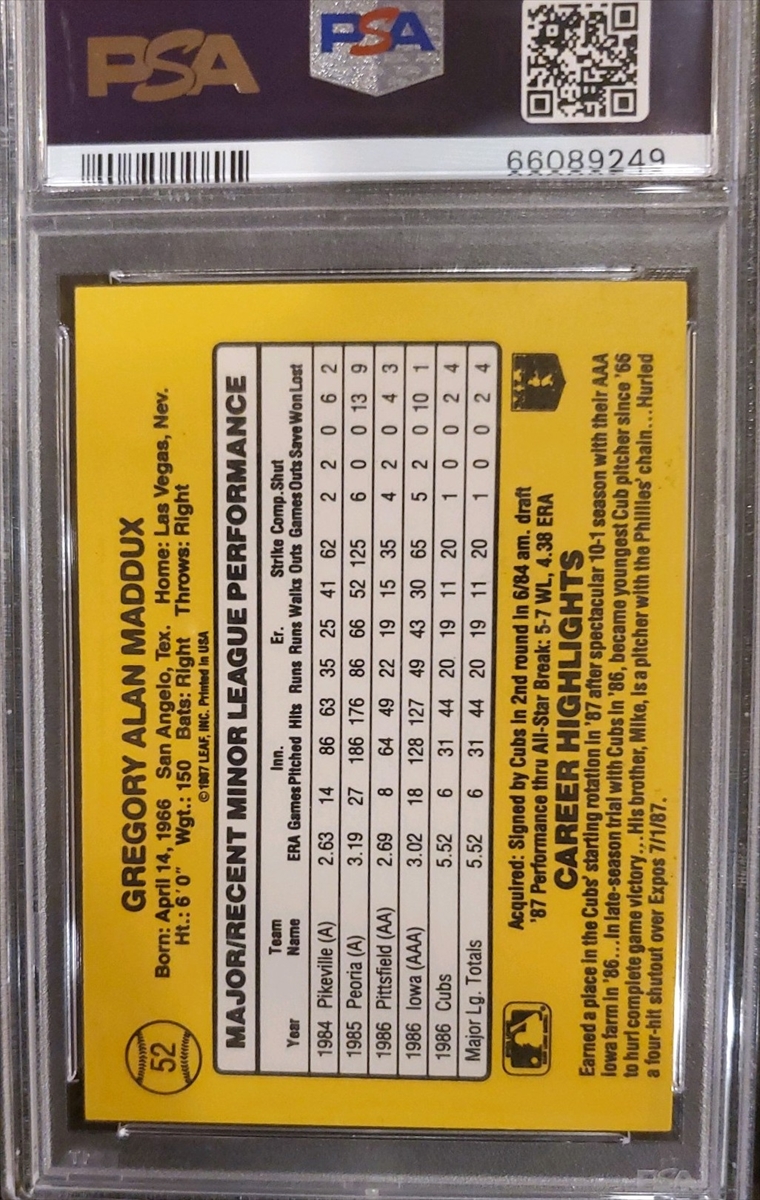 PSA
PSA
66089249
52
GREGORY ALAN MADDUX
Born: April 14, 1966 San Angelo, Tex. Home: Las Vegas, Nev.
Ht.: 6'0" Wgt.: 150 Bats: Right Throws: Right
©1987 LEAF, INC. Printed in USA
MAJOR/RECENT MINOR LEAGUE PERFORMANCE
Team Inn. Er. Strike Comp. Shut
Year Name ERA Games Pitched Hits Runs Runs Walks Outs Games Outs Save Won Lost
1984 Pikeville (A) 2.63 14 86 63 35 25 41 62 2 2 0 6 2
1985 Peoria (A) 3.19 27 186 176 86 66 52 125 6 0 0 13 9
1986 Pittsfield (AA) 2.69 8 64 49 22 19 15 35 4 2 0 4 3
1986 Iowa (AAA) 3.02 18 128 127 49 43 30 65 5 2 0 10 1
1986 Cubs 5.52 6 31 44 20 19 11 20 1 0 0 2 4
Major Lg. Totals 5.52 6 31 44 20 19 11 20 1 0 0 2 4
Acquired: Signed by Cubs in 2nd round in 6/84 am. draft
'87 Performance thru All-Star Break: 5-7 WL, 4.38 ERA
CAREER HIGHLIGHTS
Earned a place in the Cubs' starting rotation in '87 after spectacular 10-1 season with their AAA
Iowa farm in '86...In late-season trial with Cubs in '86, became youngest Cub pitcher since '66
to hurl complete game victory...His brother, Mike, is a pitcher with the Phillies' chain...Hurled
a four-hit shutout over Expos 7/1/87.
PSA